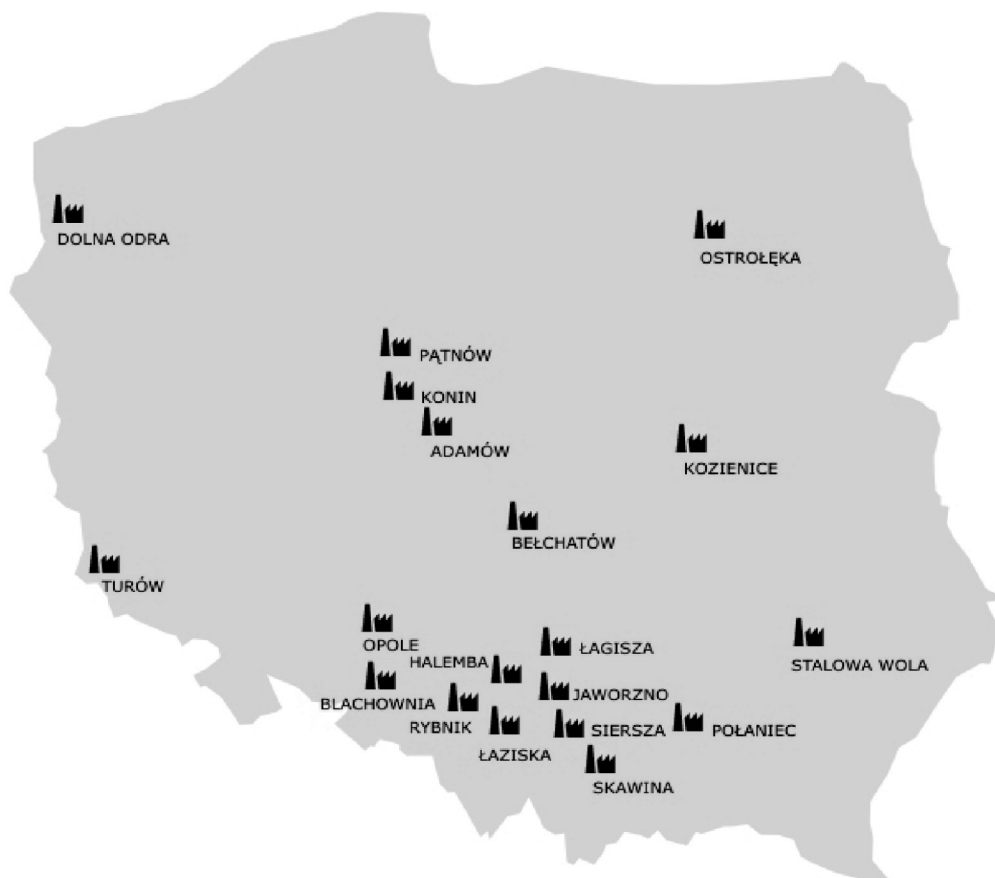 DOLNA ODRA
OSTROŁĘKA
PĄTNÓW
KONIN
ADAMÓW
KOZIENICE
BEŁCHATÓW
TURÓW
OPOLE
ŁAGISZA
HALEMBA
STALOWA WOLA
JAWORZNO
BLACHOWNIA
RYBNIK
SIERSZA
POŁANIEC
ŁAZISKA
SKAWINA